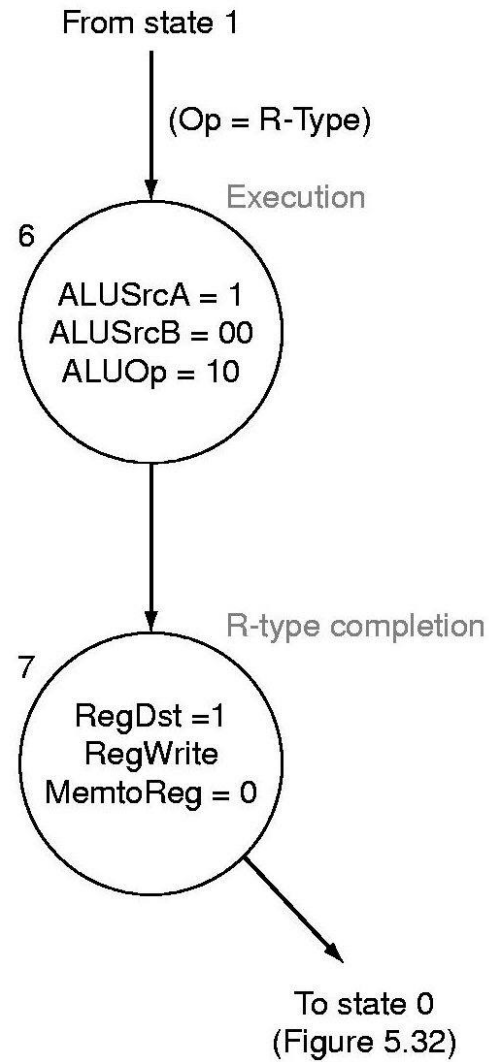 From state 1
(Op = R-Type)
Execution
6
ALUSrcA = 1
ALUSrcB = 00
ALUOp = 10
R-type completion
7
RegDst =1
RegWrite
MemtoReg = 0
To state 0
(Figure 5.32)